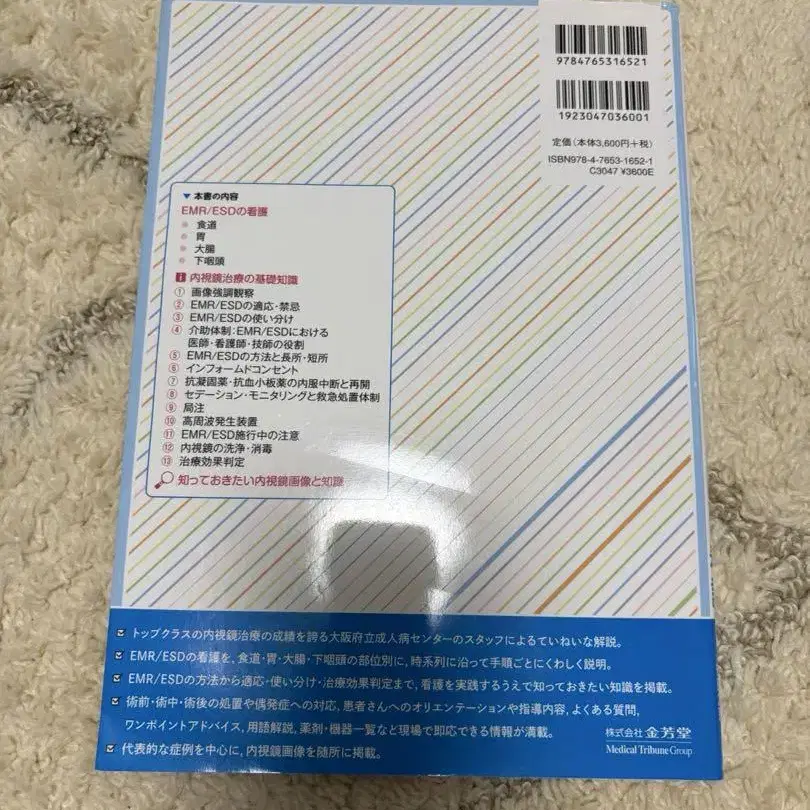 9784765316521
1923047036001
定価（本体3,600円＋税）
ISBN978-4-7653-1652-1
C3047 ¥3600E
▼本書の内容
EMR/ESDの看護
食道
胃
大腸
下咽頭
i 内視鏡治療の基礎知識
① 画像強調観察
② EMR/ESDの適応・禁忌
③ EMR/ESDの使い分け
④ 介助体制：EMR/ESDにおける
医師・看護師・技師の役割
⑤ EMR/ESDの方法と長所・短所
⑥ インフォームドコンセント
⑦ 抗凝固薬・抗血小板薬の内服中断と再開
⑧ セデーション・モニタリングと救急処置体制
⑨ 局注
⑩ 高周波発生装置
⑪ EMR/ESD施行中の注意
⑫ 内視鏡の洗浄・消毒
⑬ 治療効果判定
知っておきたい内視鏡画像と知識
トップクラスの内視鏡治療の成績を誇る大阪府立成人病センターのスタッフによるていねいな解説。
EMR/ESDの看護を、食道・胃・大腸・下咽頭の部位別に、時系列に沿って手順ごとにくわしく説明。
EMR/ESDの方法から適応・使い分け・治療効果判定まで、看護を実践するうえで知っておきたい知識を掲載。
術前・術中・術後の処置や偶発症への対応、患者さんへのオリエンテーションや指導内容、よくある質問、
ワンポイントアドバイス、用語解説、薬剤・機器一覧など現場で即応できる情報が満載。
代表的な症例を中心に、内視鏡画像を随所に掲載。
株式会社 金芳堂
Medical Tribune Group